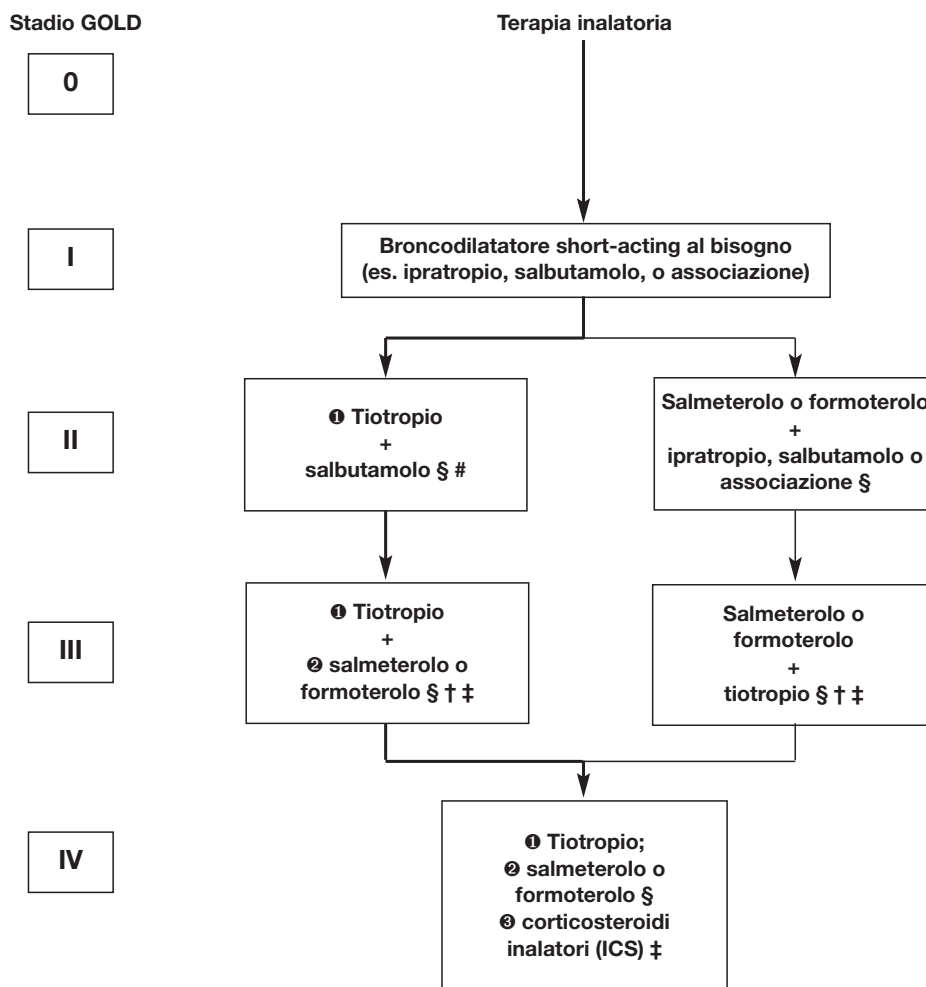 Stadio GOLD
Terapia inalatoria
0
I
Broncodilatatore short-acting al bisogno
(es. ipratropio, salbutamolo, o associazione)
II
❶ Tiotropio
+
salbutamolo § #
Salmeterolo o formoterolo
+
ipratropio, salbutamolo o
associazione §
III
❶ Tiotropio
+
❷ salmeterolo o
formoterolo § † ‡
Salmeterolo o
formoterolo
+
tiotropio § † ‡
IV
❶ Tiotropio;
❷ salmeterolo o
formoterolo §
❸ corticosteroidi
inalatori (ICS) ‡